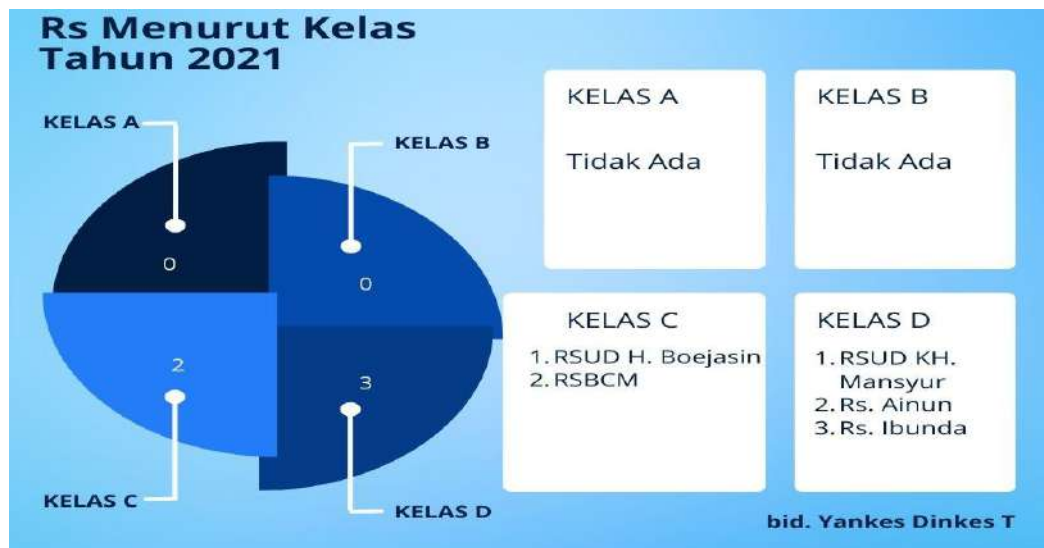 Rs Menurut Kelas
Tahun 2021
KELAS A
KELAS B
0
0
2
3
KELAS C
KELAS D
KELAS A
Tidak Ada
KELAS B
Tidak Ada
KELAS C
1. RSUD H. Boejasin
2. RSBCM
KELAS D
1. RSUD KH.
Mansyur
2. Rs. Ainun
3. Rs. Ibunda
bid. Yankes Dinkes T